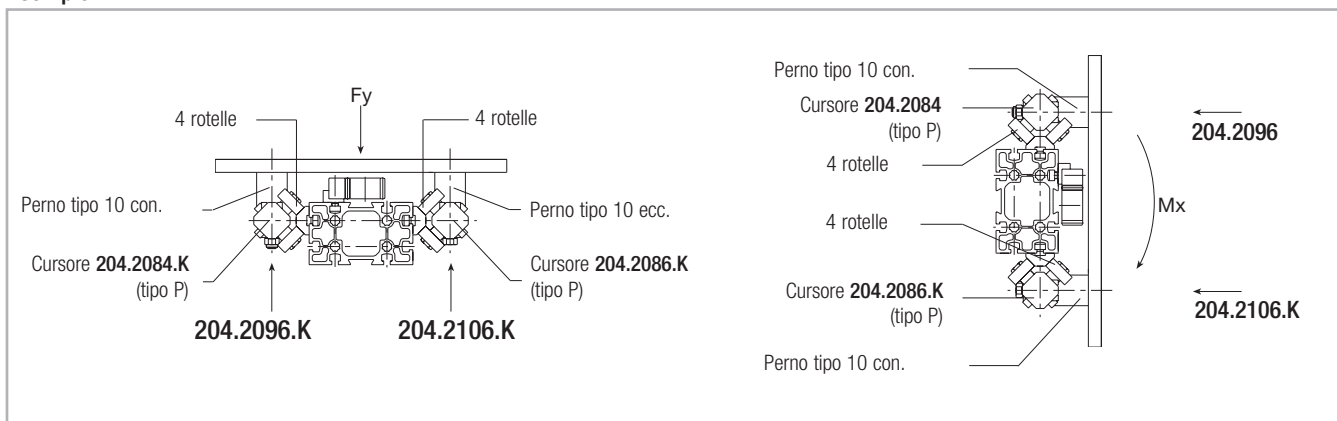 Fy
4 rotelle
4 rotelle
Perno tipo 10 con.
Perno tipo 10 ecc.
Cursore 204.2084.K
(tipo P)
Cursore 204.2086.K
(tipo P)
204.2096.K
204.2106.K
Perno tipo 10 con.
Cursore 204.2084
(tipo P)
204.2096
4 rotelle
Mx
4 rotelle
Cursore 204.2086.K
(tipo P)
204.2106.K
Perno tipo 10 con.